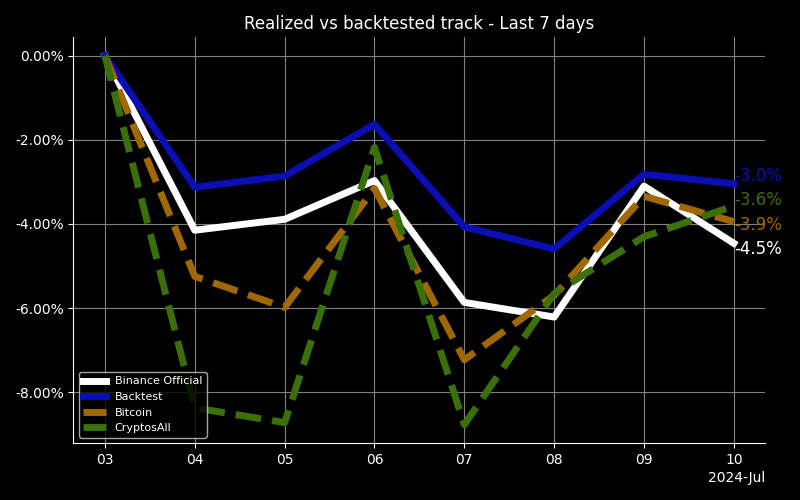 Realized vs backtested track - Last 7 days
0.00%
-2.00%
-4.00%
-6.00%
-8.00%
-3.0%
-3.6%
-3.9%
-4.5%
Binance Official
Backtest
Bitcoin
CryptosAll
03 04 05 06 07 08 09 10
2024-Jul